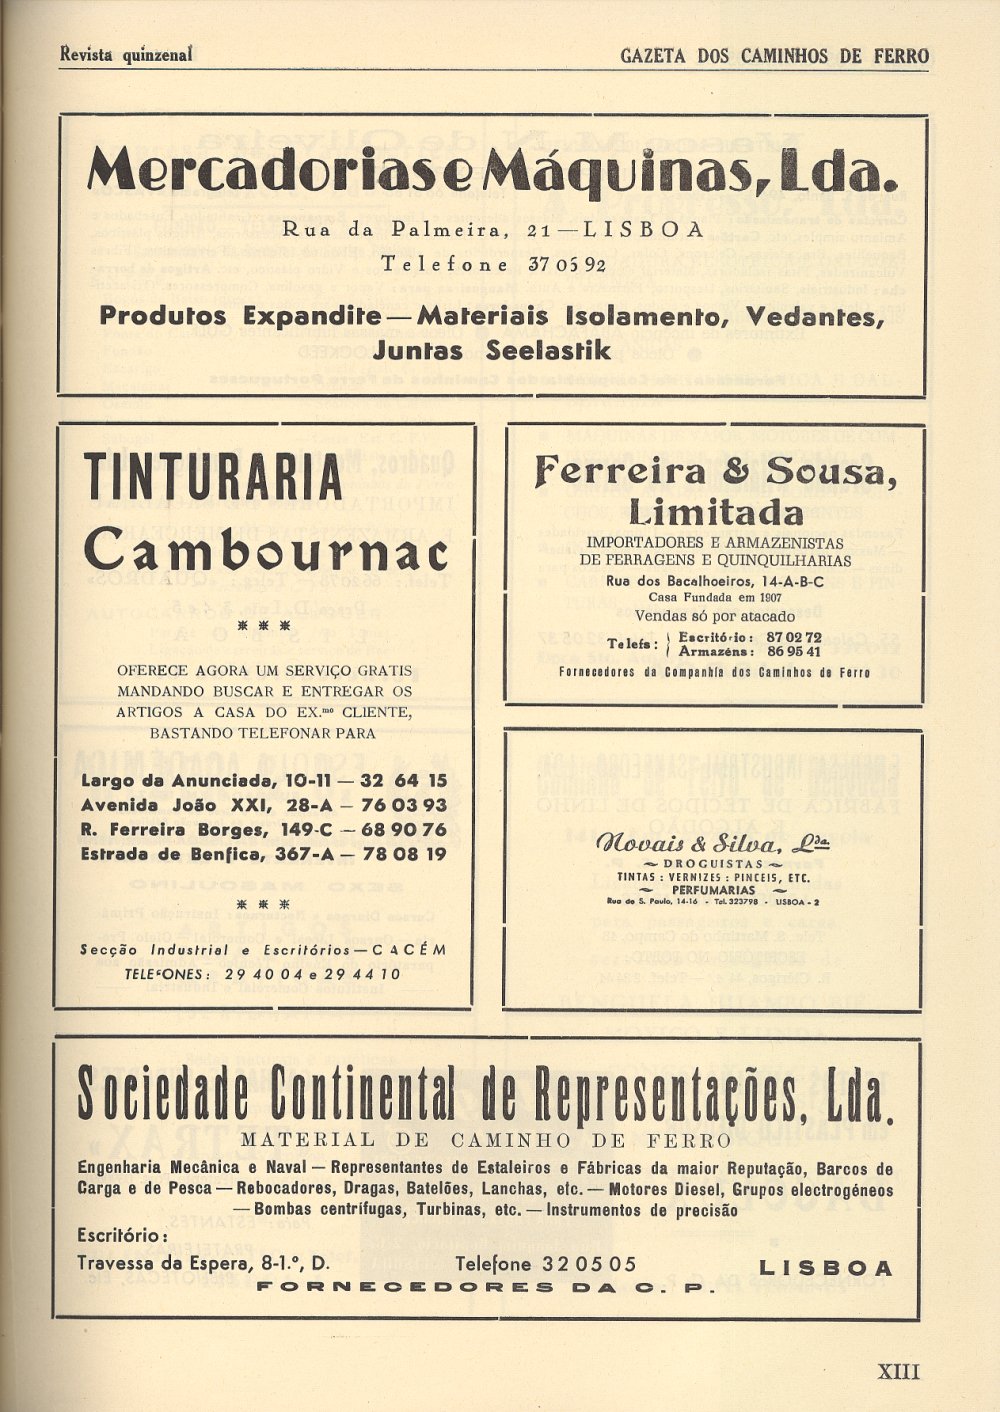 Revista quinzenal
GAZETA DOS CAMINHOS DE FERRO
Mercadorias e Máquinas, Lda.
Rua da Palmeira, 21 — LISBOA
Telefone 37 05 92
Produtos Expandite — Materiais Isolamento, Vedantes,
Juntas Seelastik
TINTURARIA
Cambournac
* * *
OFERECE AGORA UM SERVIÇO GRATIS
MANDANDO BUSCAR E ENTREGAR OS
ARTIGOS A CASA DO EX.mo CLIENTE,
BASTANDO TELEFONAR PARA
Largo da Anunciada, 10-11 — 32 64 15
Avenida João XXI, 28-A — 76 03 93
R. Ferreira Borges, 149-C — 68 90 76
Estrada de Benfica, 367-A — 78 08 19
* * *
Secção Industrial e Escritórios — CACÉM
TELEFONES: 29 40 04 e 29 44 10
Ferreira & Sousa,
Limitada
IMPORTADORES E ARMAZENISTAS
DE FERRAGENS E QUINQUILHARIAS
Rua dos Bacalhoeiros, 14-A-B-C
Casa Fundada em 1907
Vendas só por atacado
Telefs: Escritório: 87 02 72
Armazéns: 86 95 41
Fornecedores da Companhia dos Caminhos de Ferro
Novais & Silva, Lda
~ DROGUISTAS ~
TINTAS : VERNIZES : PINCEIS, ETC.
~ PERFUMARIAS ~
Rua de S. Paulo, 14-16 - Tel. 323798 - LISBOA - 2
Sociedade Continental de Representações, Lda.
MATERIAL DE CAMINHO DE FERRO
Engenharia Mecânica e Naval — Representantes de Estaleiros e Fábricas da maior Reputação, Barcos de
Carga e de Pesca — Rebocadores, Dragas, Batelões, Lanchas, etc. — Motores Diesel, Grupos electrogéneos
— Bombas centrífugas, Turbinas, etc. — Instrumentos de precisão
Escritório:
Travessa da Espera, 8-1.º, D. Telefone 32 05 05 LISBOA
FORNECEDORES DA C. P.
XIII